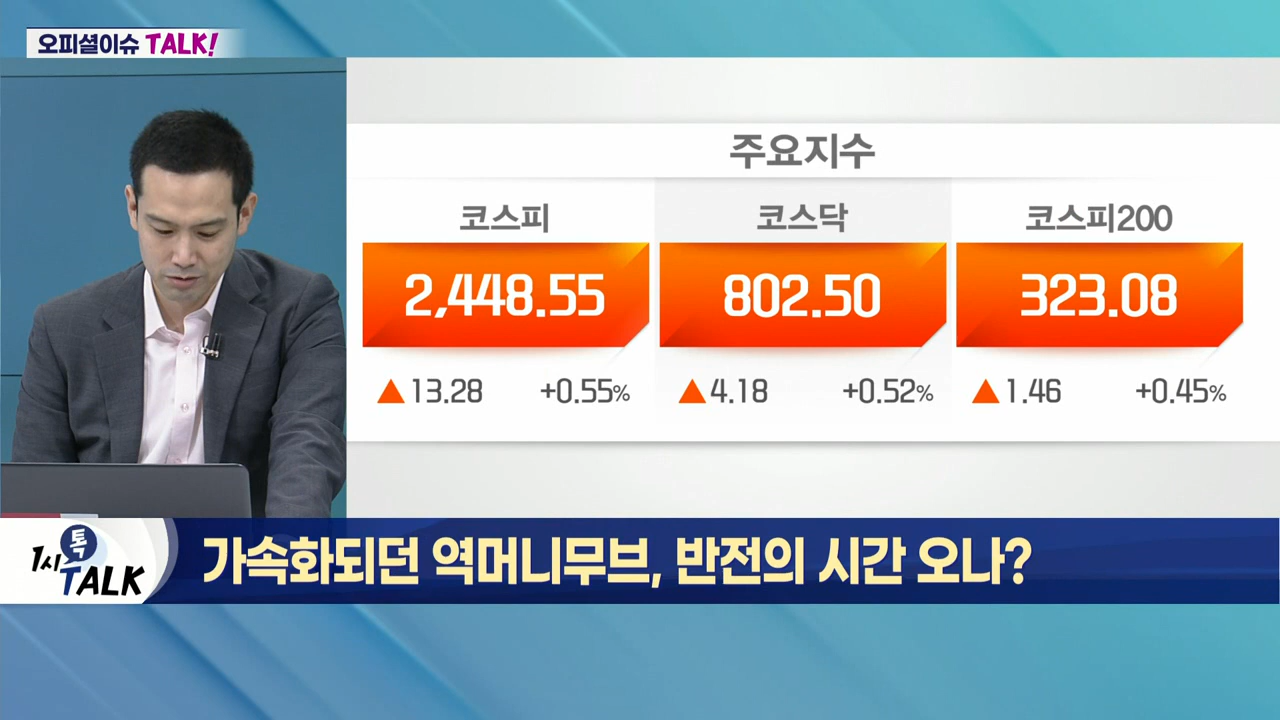 오피셜이슈 TALK!
주요지수
코스피 코스닥 코스피200
2,448.55 802.50 323.08
▲13.28 +0.55% ▲4.18 +0.52% ▲1.46 +0.45%
1시 톡 TALK
가속화되던 역머니무브, 반전의 시간 오나?